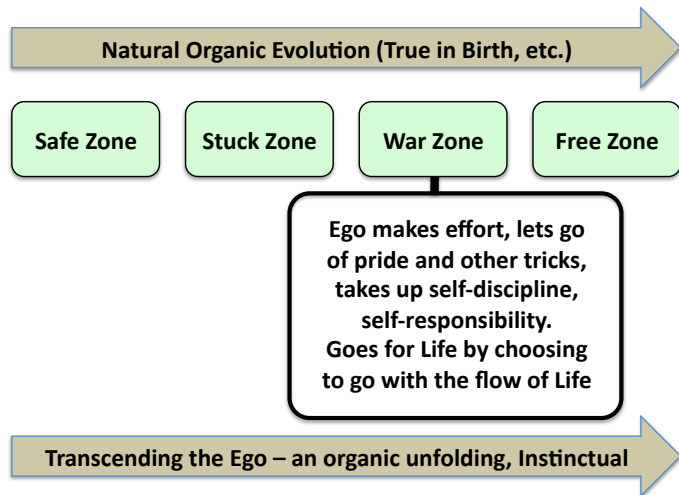 Natural Organic Evolution (True in Birth, etc.)
Safe Zone
Stuck Zone
War Zone
Free Zone
Ego makes effort, lets go
of pride and other tricks,
takes up self-discipline,
self-responsibility.
Goes for Life by choosing
to go with the flow of Life
Transcending the Ego – an organic unfolding, Instinctual